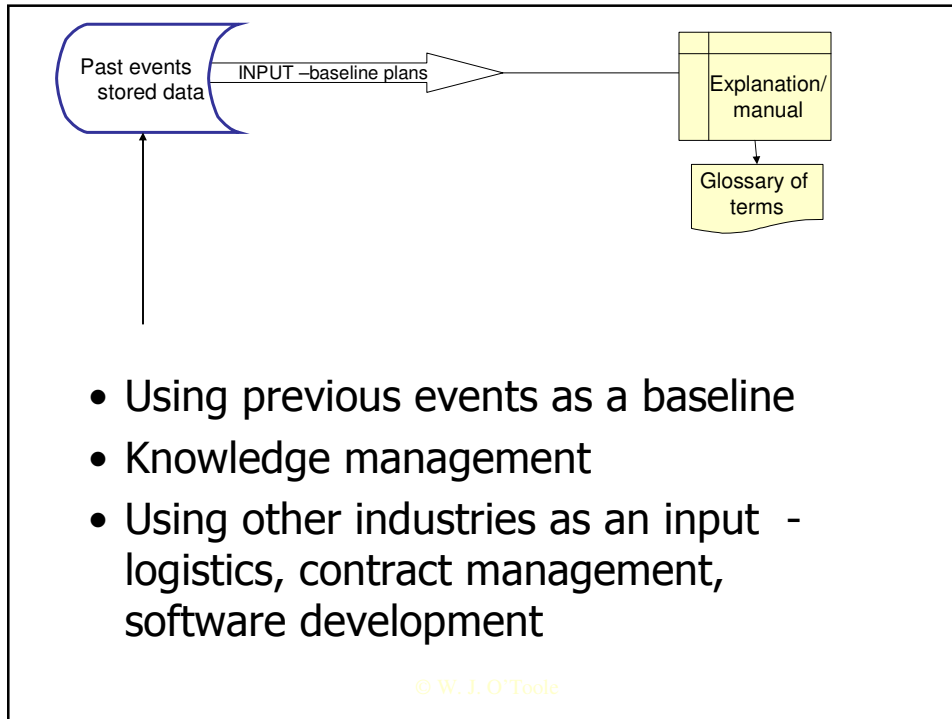 Past events
stored data
INPUT –baseline plans
Explanation/
manual
Glossary of
terms
• Using previous events as a baseline
• Knowledge management
• Using other industries as an input -
logistics, contract management,
software development
© W. J. O'Toole